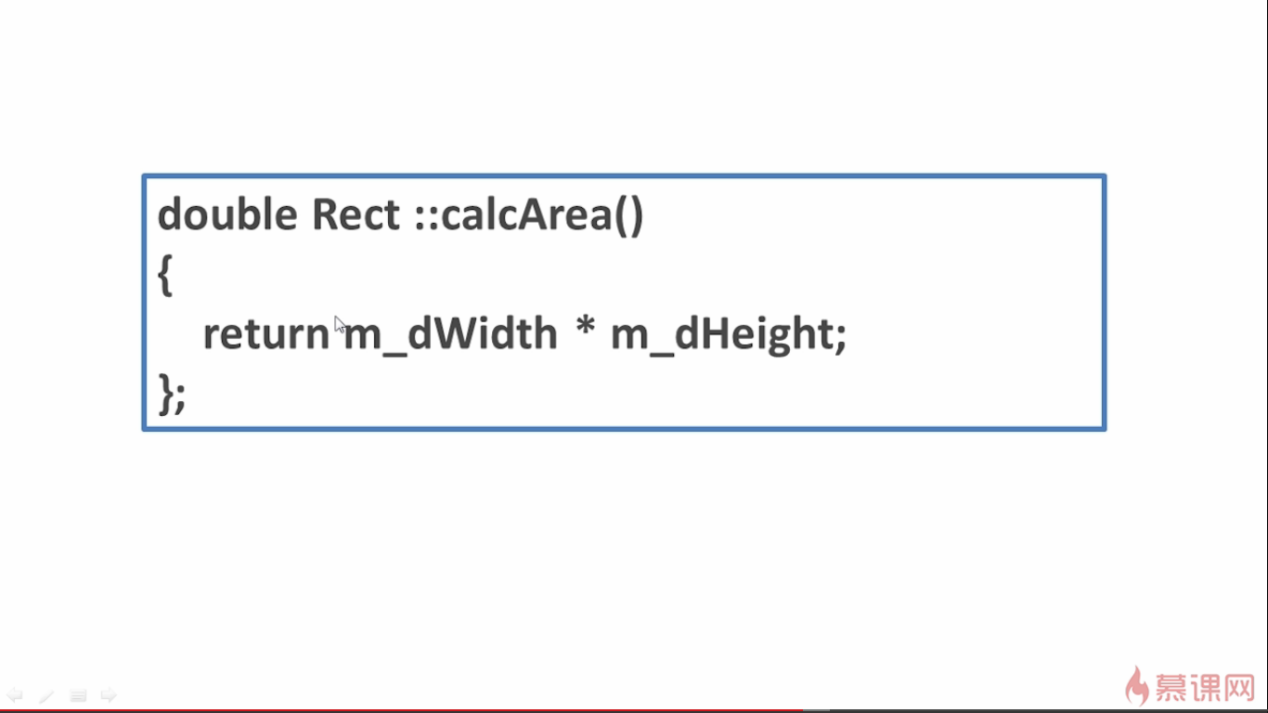 double Rect ::calcArea()
{
return m_dWidth * m_dHeight;
};
慕课网